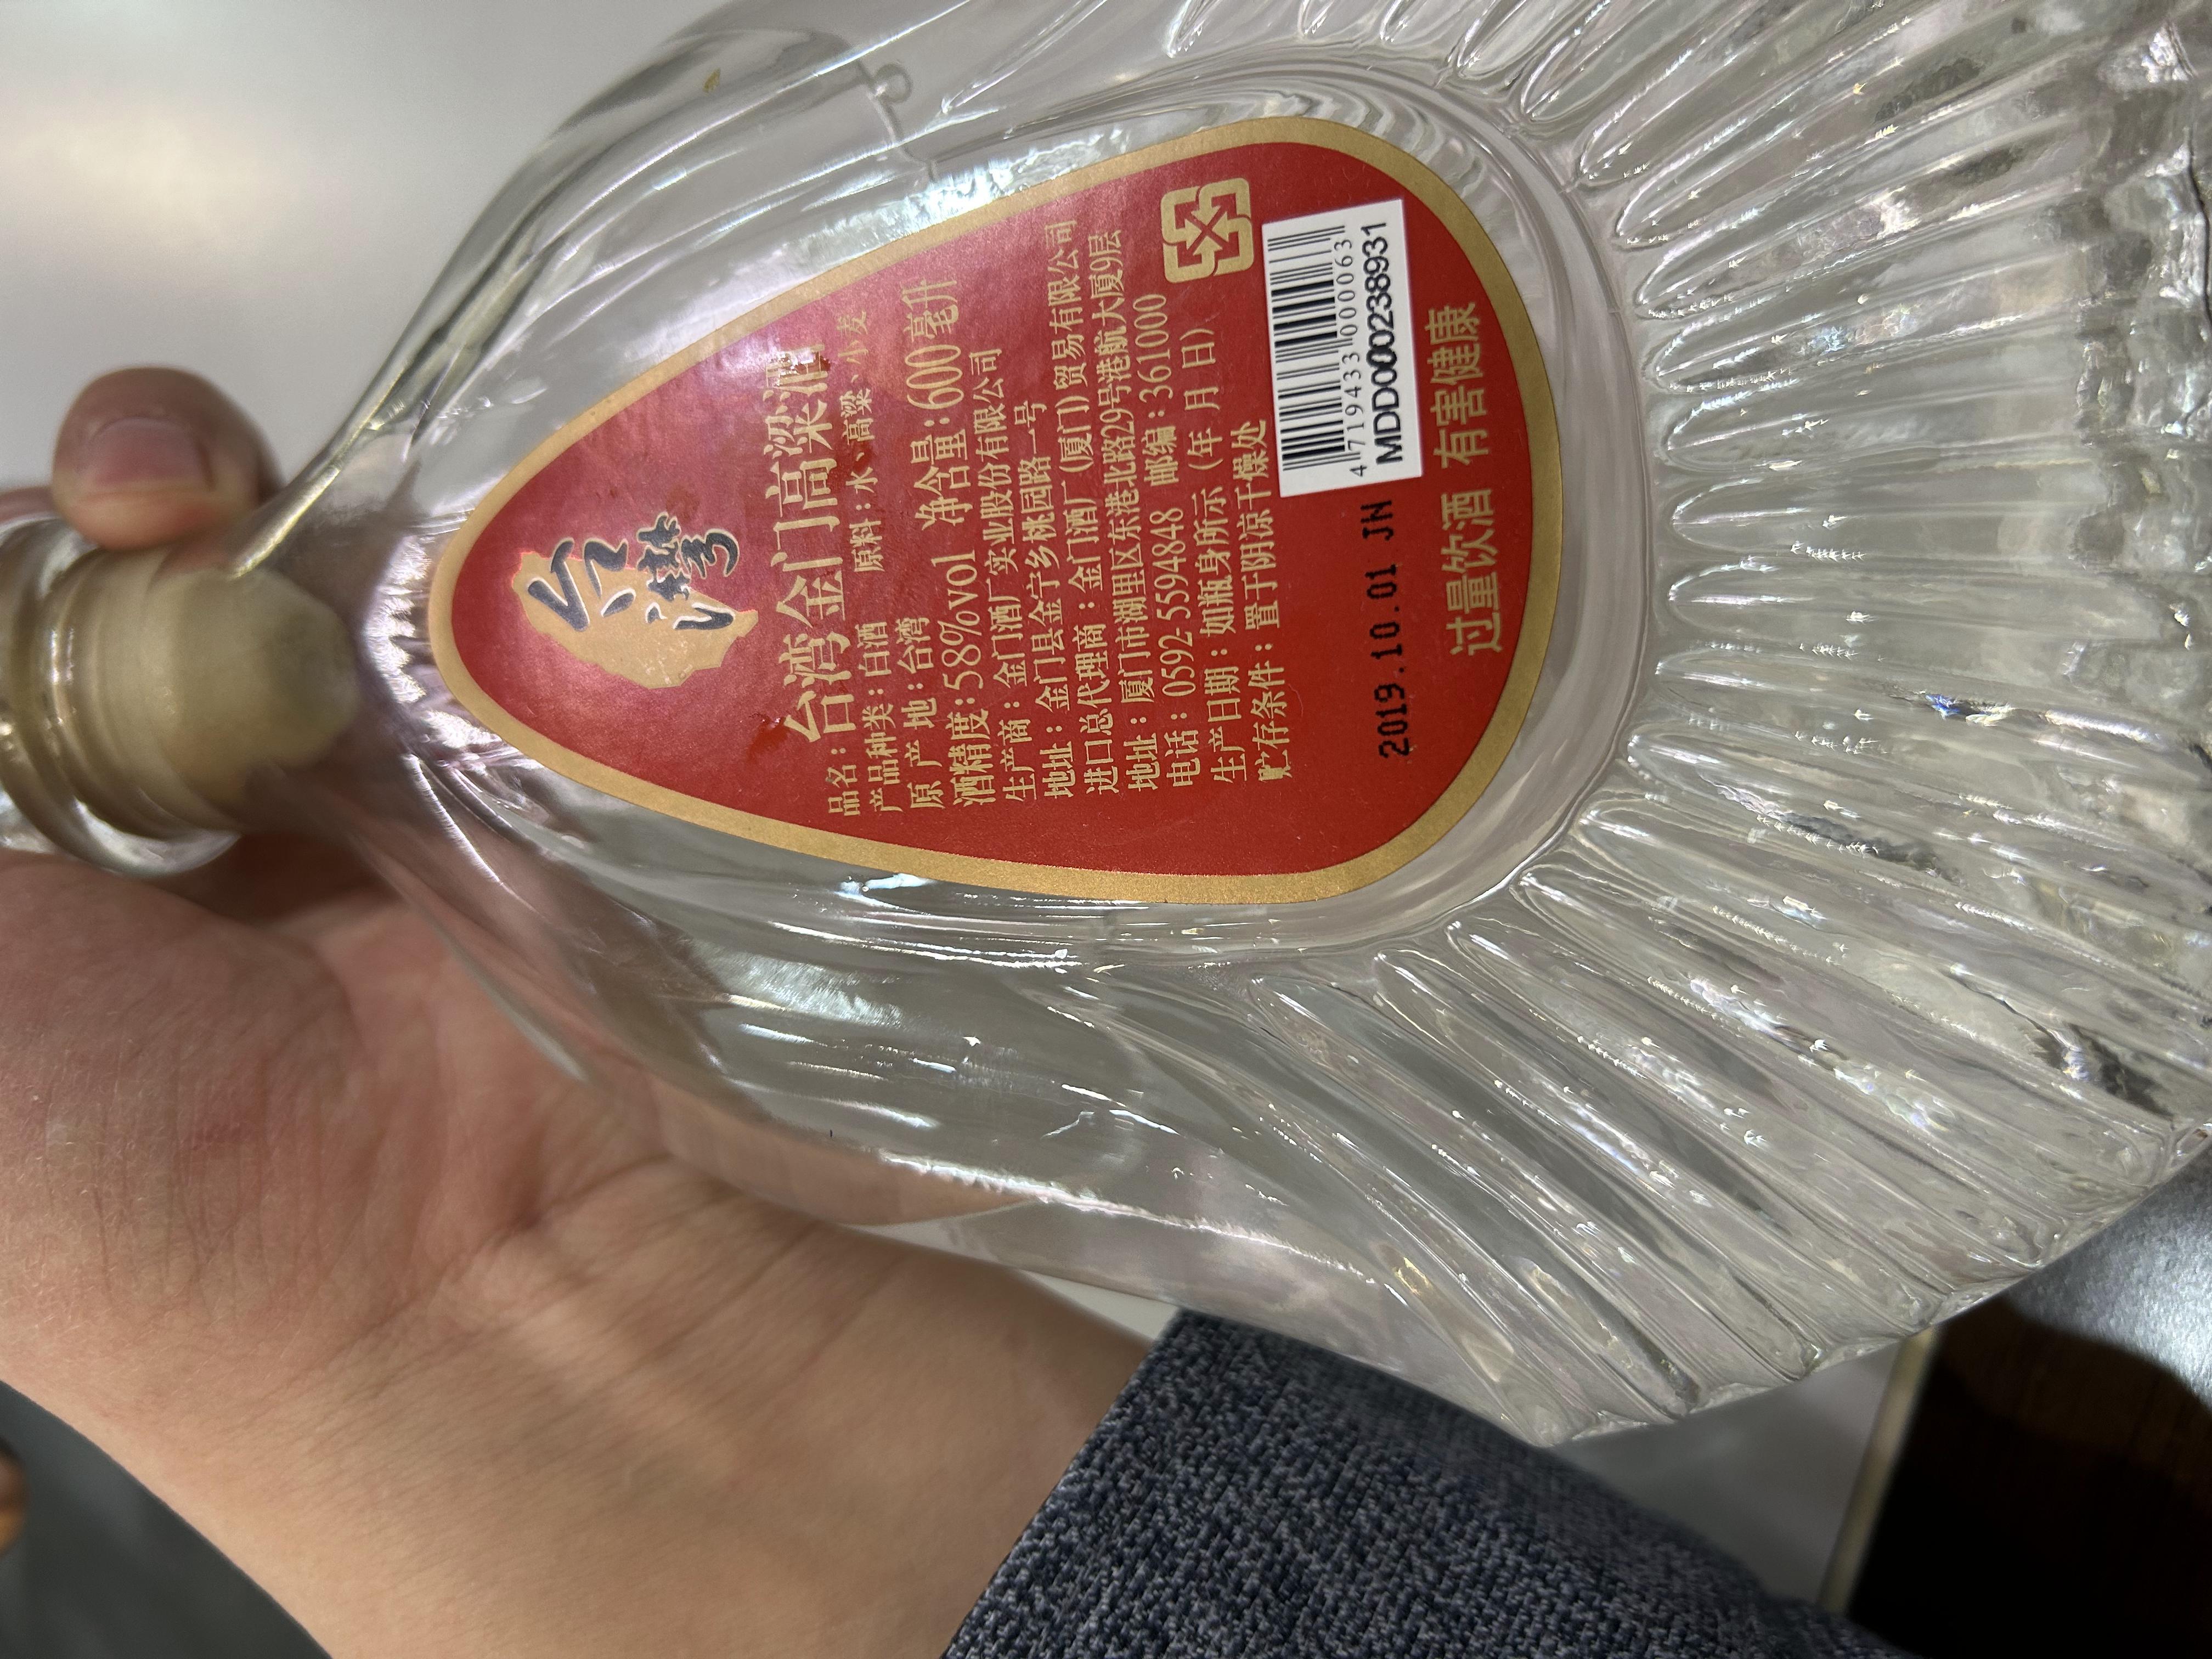 台灣
品名：台湾金门高粱酒
产品种类：白酒 原料：水、高粱、小麦
原产地：台湾
酒精度：58%vol 净含量：600毫升
生产商：金门酒厂实业股份有限公司
地址：金门县金宁乡桃园路一号
进口总代理商：金门酒厂（厦门）贸易有限公司
地址：厦门市湖里区东港北路29号港航大厦9层
电话：0592-5594848 邮编：361000
生产日期：如瓶身所示（年 月 日）
贮存条件：置于阴凉干燥处
4 719433 000063
MDD0000238931
2019.10.01 JN
过量饮酒 有害健康